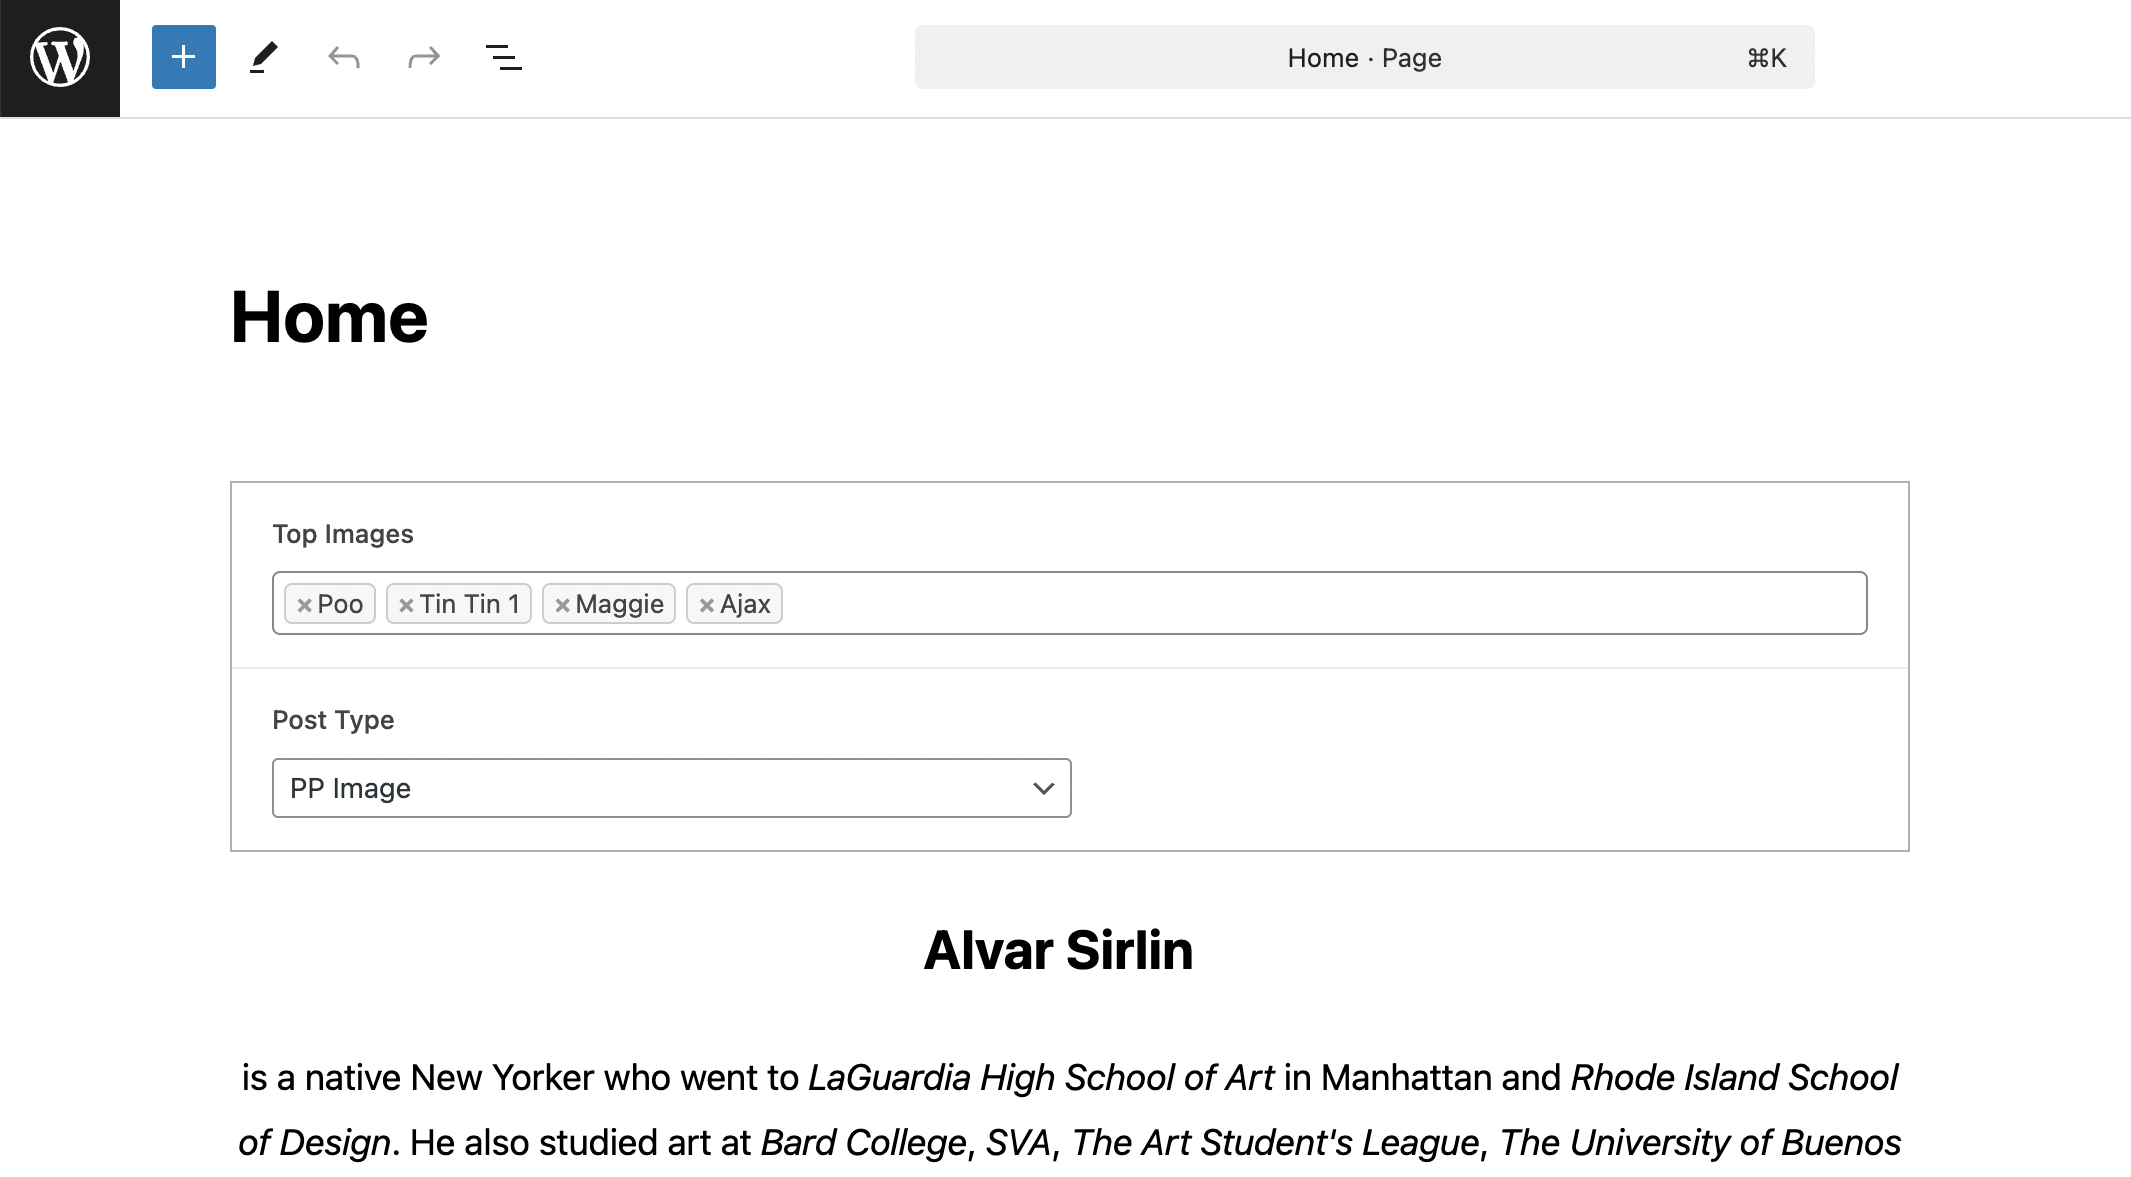 Home · Page ⌘K
Home
Top Images
×Poo ×Tin Tin 1 ×Maggie ×Ajax
Post Type
PP Image
Alvar Sirlin
is a native New Yorker who went to LaGuardia High School of Art in Manhattan and Rhode Island School
of Design. He also studied art at Bard College, SVA, The Art Student's League, The University of Buenos